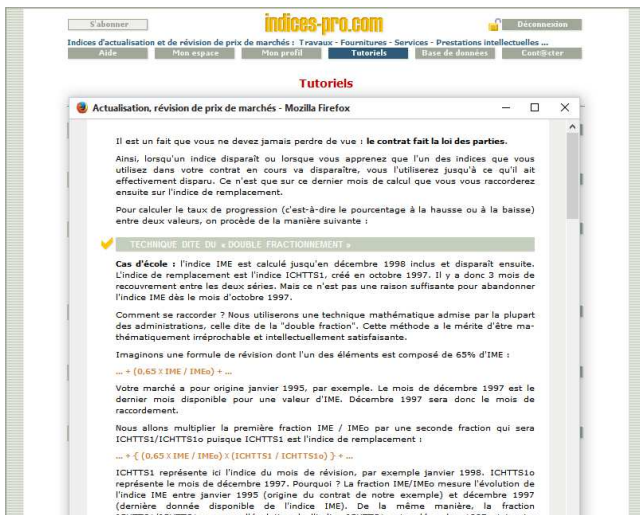 S'abonner
indices-pro.com
Déconnexion
Indices d'actualisation et de révision de prix de marchés : Travaux - Fournitures - Services - Prestations intellectuelles ...
Aide Mon espace Mon profil Tutoriels Base de données Cont@cter
Tutoriels
Actualisation, révision de prix de marchés - Mozilla Firefox
Il est un fait que vous ne devez jamais perdre de vue : le contrat fait la loi des parties.
Ainsi, lorsqu'un indice disparaît ou lorsque vous apprenez que l'un des indices que vous
utilisez dans votre contrat en cours va disparaître, vous l'utiliserez jusqu'à ce qu'il ait
effectivement disparu. Ce n'est que sur ce dernier mois de calcul que vous vous raccorderez
ensuite sur l'indice de remplacement.
Pour calculer le taux de progression (c'est-à-dire le pourcentage à la hausse ou à la baisse)
entre deux valeurs, on procède de la manière suivante :
TECHNIQUE DITE DU « DOUBLE FRACTIONNEMENT »
Cas d'école : l'indice IME est calculé jusqu'en décembre 1998 inclus et disparaît ensuite.
L'indice de remplacement est l'indice ICHTTS1, créé en octobre 1997. Il y a donc 3 mois de
recouvrement entre les deux séries. Mais ce n'est pas une raison suffisante pour abandonner
l'indice IME dès le mois d'octobre 1997.
Comment se raccorder ? Nous utiliserons une technique mathématique admise par la plupart
des administrations, celle dite de la "double fraction". Cette méthode a le mérite d'être ma-
thématiquement irréprochable et intellectuellement satisfaisante.
Imaginons une formule de révision dont l'un des éléments est composé de 65% d'IME :
... + (0,65 X IME / IMEo) + ...
Votre marché a pour origine janvier 1995, par exemple. Le mois de décembre 1997 est le
dernier mois disponible pour une valeur d'IME. Décembre 1997 sera donc le mois de
raccordement.
Nous allons multiplier la première fraction IME / IMEo par une seconde fraction qui sera
ICHTTS1/ICHTTS1o puisque ICHTTS1 est l'indice de remplacement :
... + { (0,65 X IME / IMEo) X (ICHTTS1 / ICHTTS1o) } + ...
ICHTTS1 représente ici l'indice du mois de révision, par exemple janvier 1998. ICHTTS1o
représente le mois de décembre 1997. Pourquoi ? La fraction IME/IMEo mesure l'évolution de
l'indice IME entre janvier 1995 (origine du contrat de notre exemple) et décembre 1997
(dernière donnée disponible de l'indice IME). De la même manière, la fraction